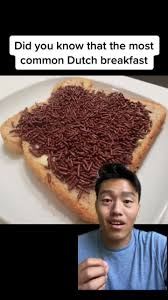 Did you know that the most
common Dutch breakfast